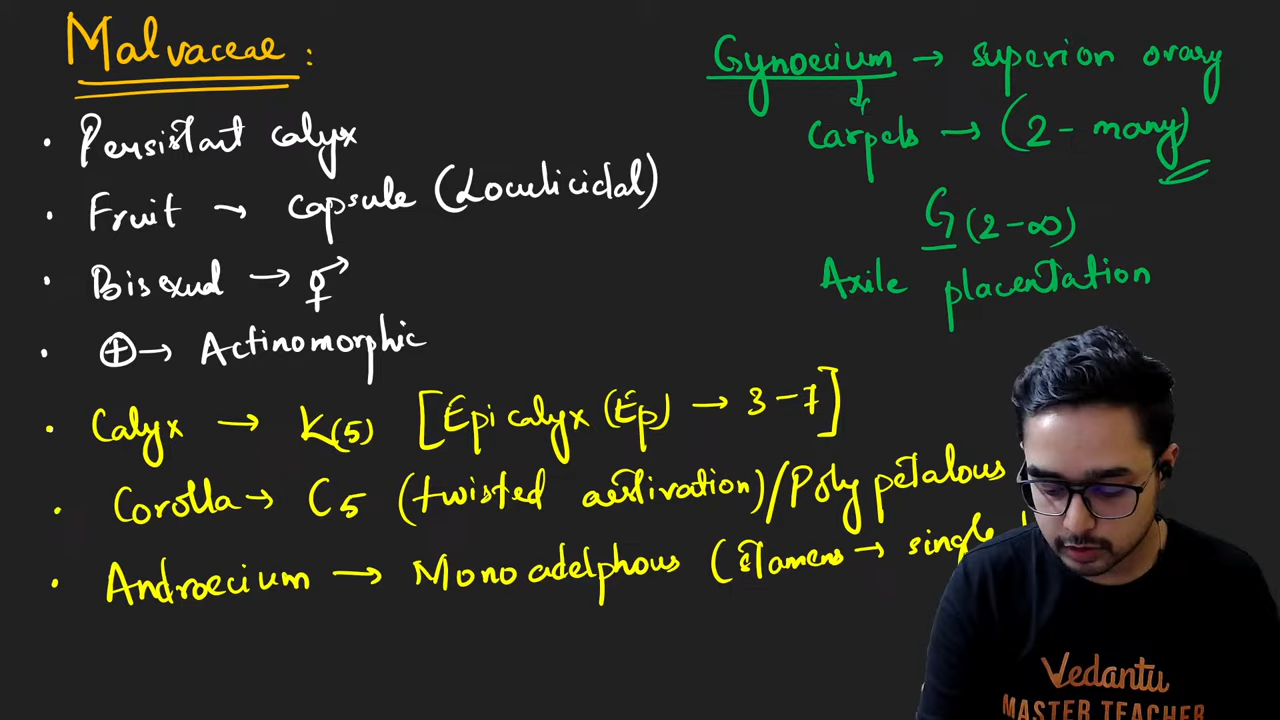 Malvaceae :
• Persistant calyx
• Fruit → capsule (Loculicidal)
• Bisexual → ⚥
• ⊕→ Actinomorphic
• Calyx → K(5) [Epicalyx (Ep) → 3-7]
• Corolla → C5 (twisted aestivation)/Polypetalous
• Androecium → Monoadelphous (stamens → single
Gynoecium → superior ovary
↓
carpels → (2 - many)
G (2-∞)
Axile placentation
Vedantu
MASTER TEACHER